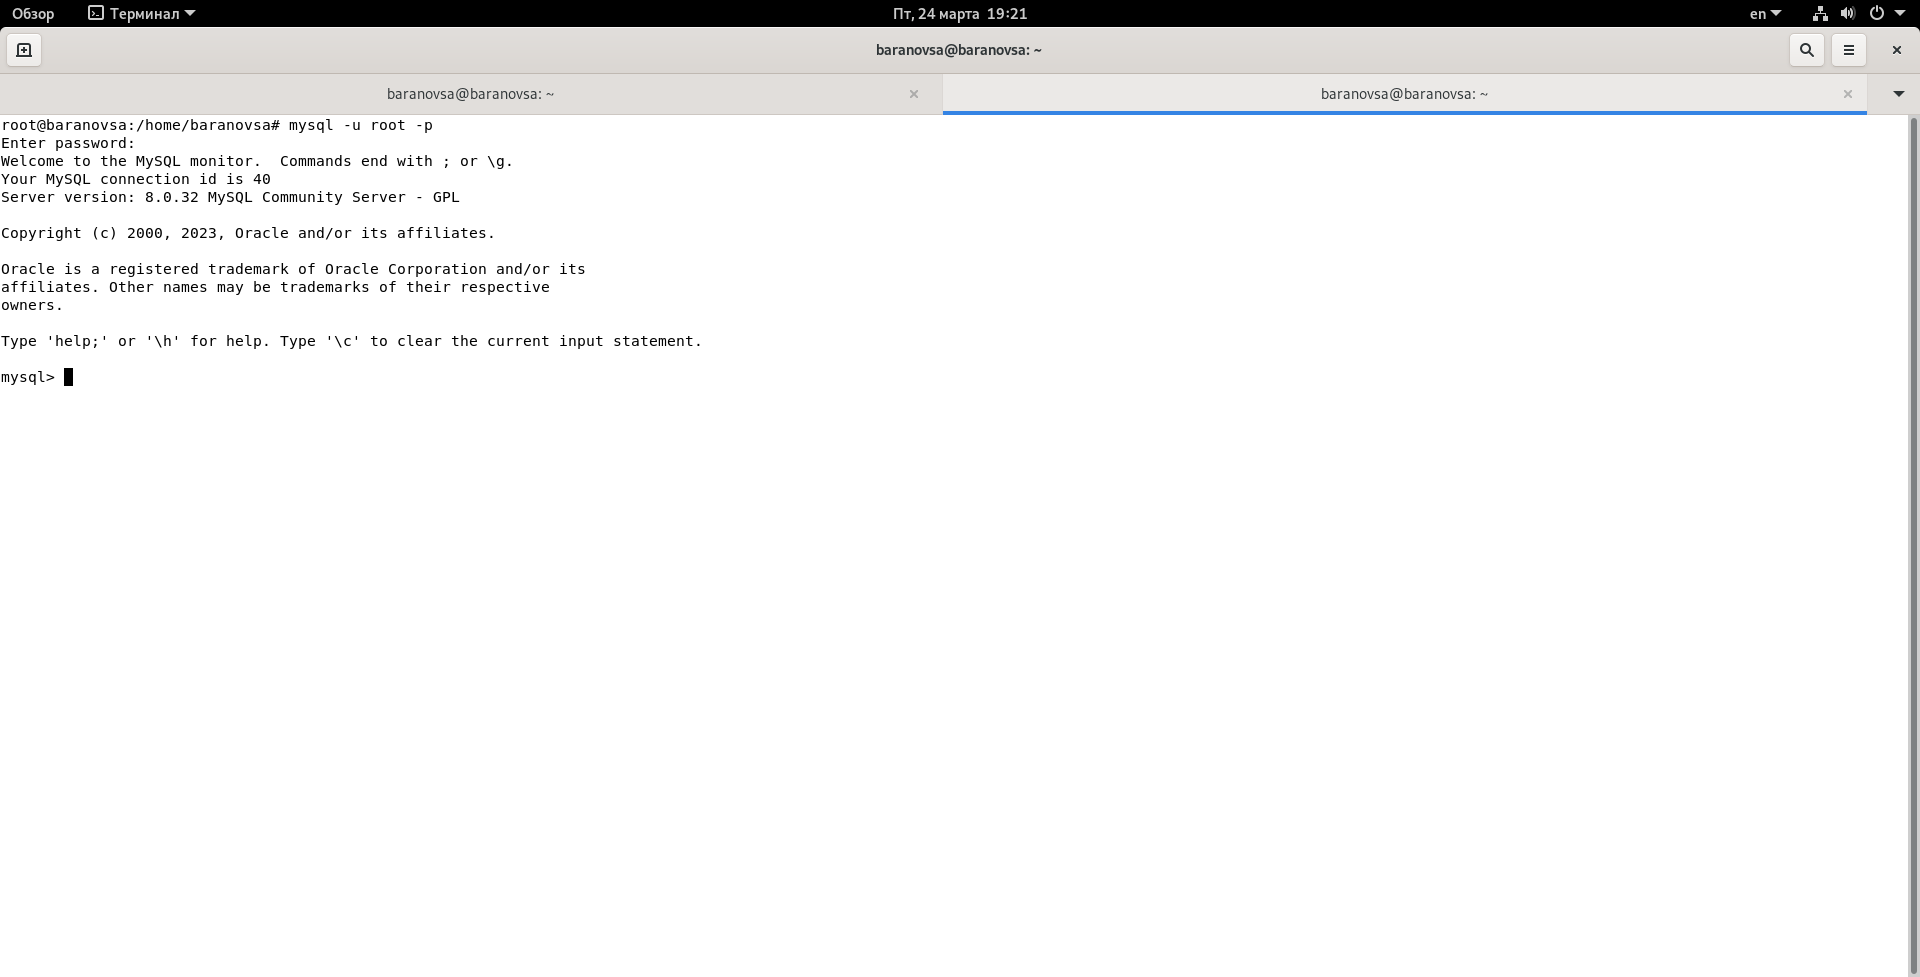 Обзор Терминал Пт, 24 марта 19:21 en
baranovsa@baranovsa: ~
baranovsa@baranovsa: ~ baranovsa@baranovsa: ~
root@baranovsa:/home/baranovsa# mysql -u root -p
Enter password:
Welcome to the MySQL monitor.  Commands end with ; or \g.
Your MySQL connection id is 40
Server version: 8.0.32 MySQL Community Server - GPL
Copyright (c) 2000, 2023, Oracle and/or its affiliates.
Oracle is a registered trademark of Oracle Corporation and/or its
affiliates. Other names may be trademarks of their respective
owners.
Type 'help;' or '\h' for help. Type '\c' to clear the current input statement.
mysql>